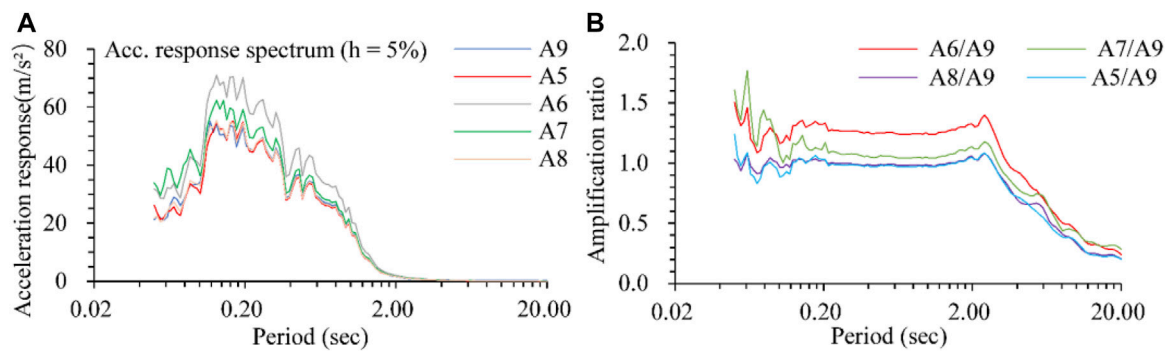 A
Acc. response spectrum (h = 5%)
Acceleration response(m/s²)
80
60
40
20
0
0.02
0.20
2.00
20.00
Period (sec)
A9
A5
A6
A7
A8
B
Amplification ratio
2.0
1.5
1.0
0.5
0.0
0.02
0.20
2.00
20.00
Period (sec)
A6/A9
A7/A9
A8/A9
A5/A9